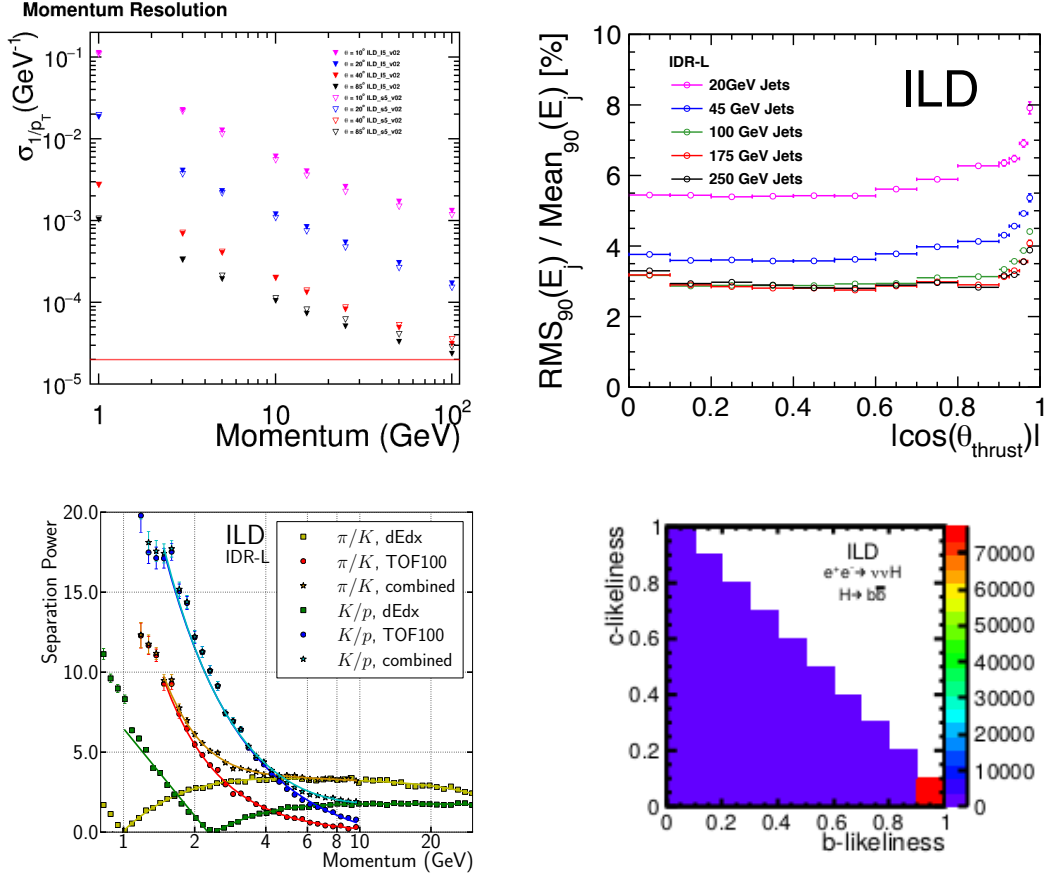 Momentum Resolution
σ1/pT(GeV-1)
10-1
10-2
10-3
10-4
10-5
θ = 10° ILD_l5_v02
θ = 20° ILD_l5_v02
θ = 40° ILD_l5_v02
θ = 85° ILD_l5_v02
θ = 10° ILD_s5_v02
θ = 20° ILD_s5_v02
θ = 40° ILD_s5_v02
θ = 85° ILD_s5_v02
1 10 102
Momentum (GeV)
RMS90(Ej) / Mean90(Ej) [%]
10
8
6
4
2
0
IDR-L
ILD
20GeV Jets
45 GeV Jets
100 GeV Jets
175 GeV Jets
250 GeV Jets
0 0.2 0.4 0.6 0.8 1
|cos(θthrust)|
Separation Power
20.0
15.0
10.0
5.0
0.0
ILD
IDR-L
π/K, dEdx
π/K, TOF100
π/K, combined
K/p, dEdx
K/p, TOF100
K/p, combined
1 2 4 6 8 10 20
Momentum (GeV)
c-likeliness
1
0.8
0.6
0.4
0.2
0
ILD
e+e-→ ννH
H→ bb̅
0 0.2 0.4 0.6 0.8 1
b-likeliness
70000
60000
50000
40000
30000
20000
10000
0